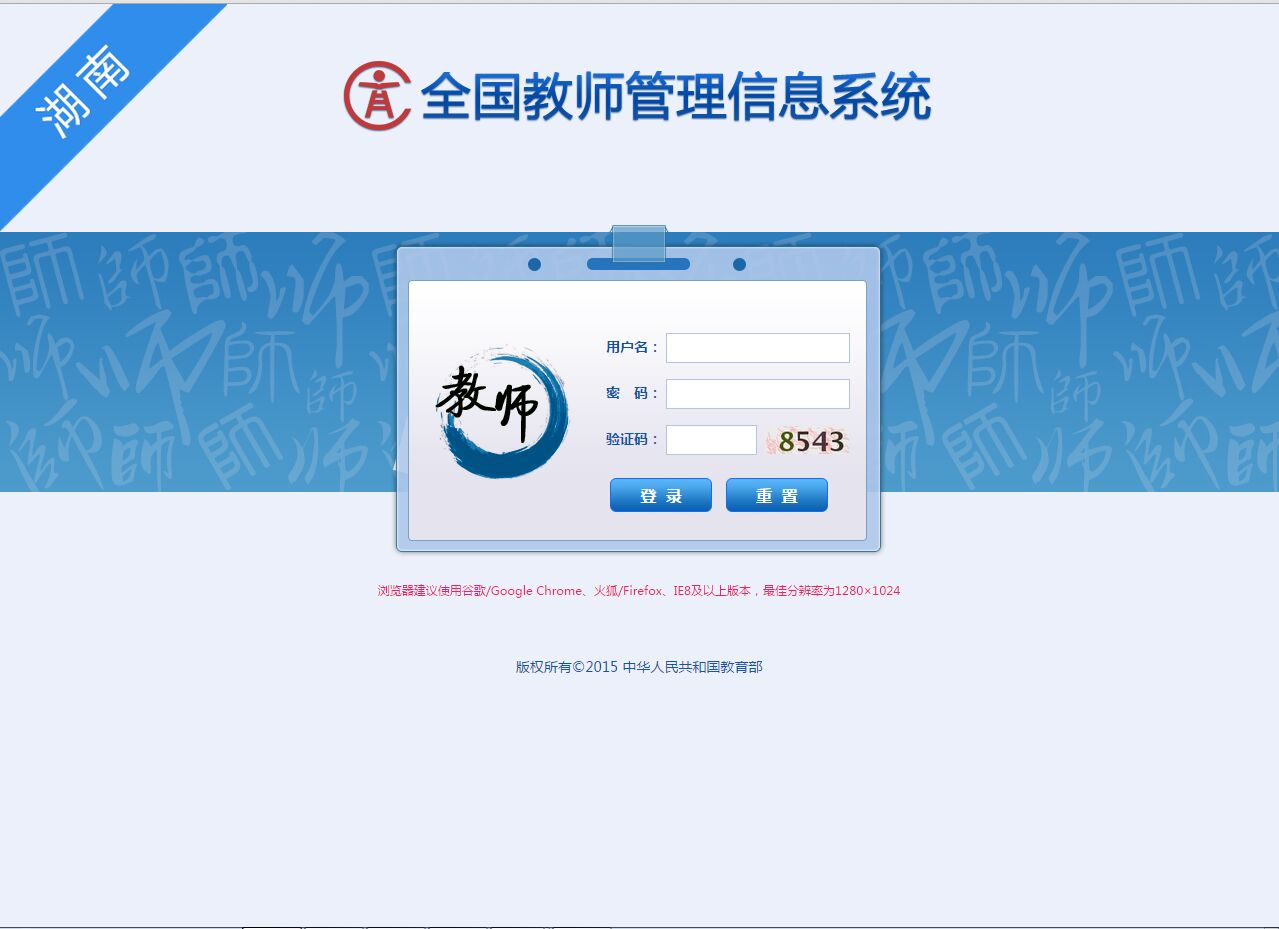 湖南
全国教师管理信息系统
教师
用户名：
密 码：
验证码： 8543
登 录 重 置
浏览器建议使用谷歌/Google Chrome、火狐/Firefox、IE8及以上版本，最佳分辨率为1280×1024
版权所有©2015 中华人民共和国教育部